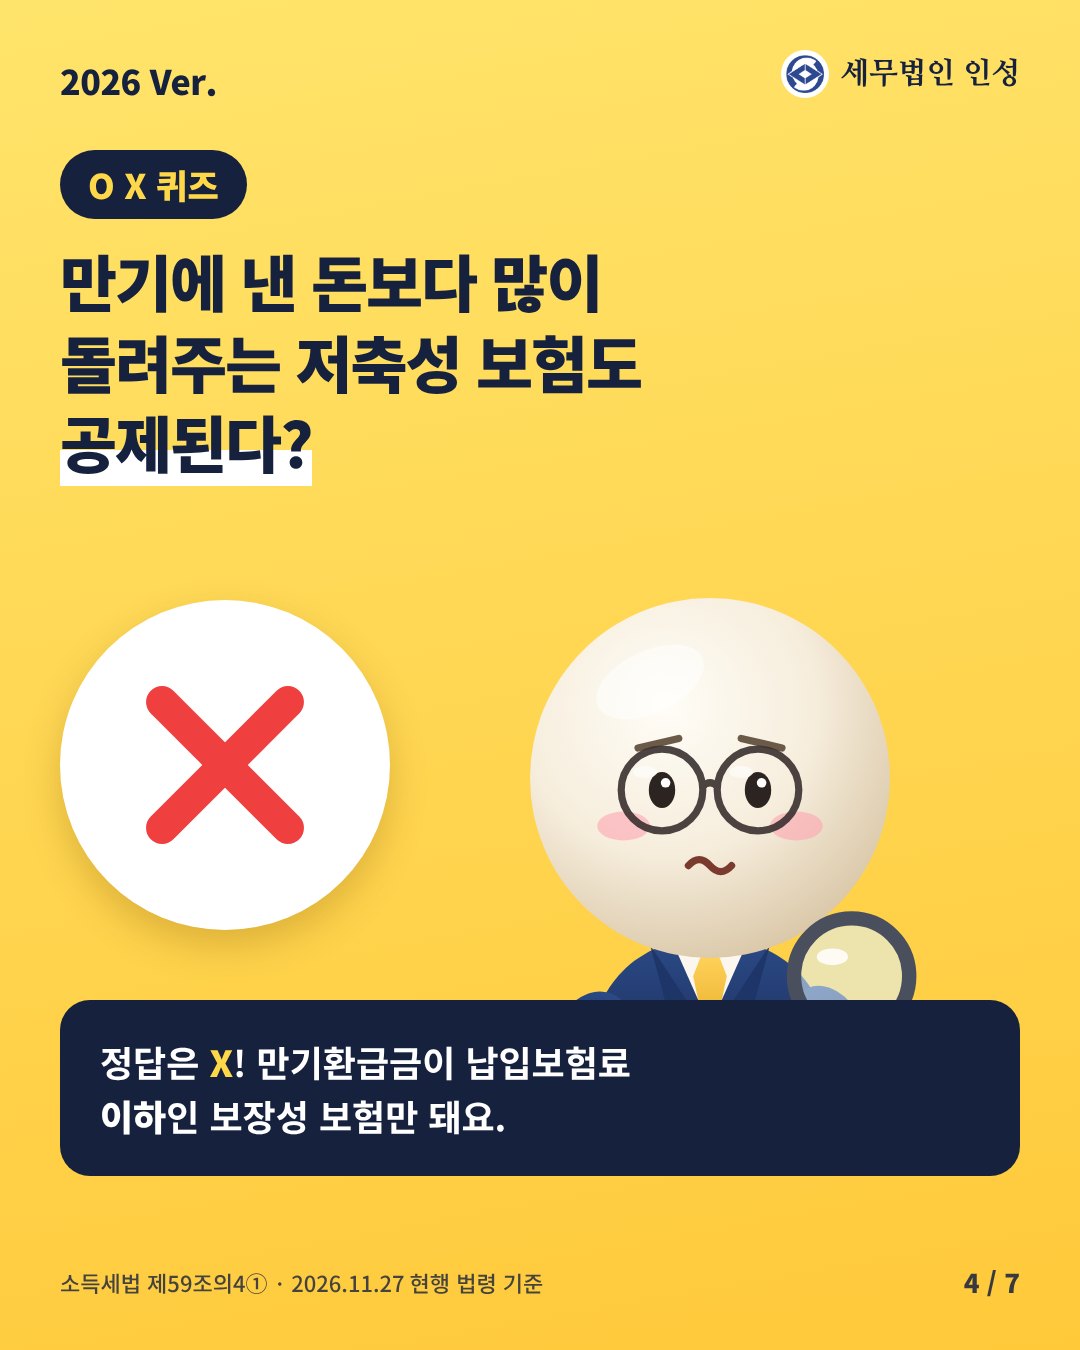 2026 Ver.
세무법인 인성
O X 퀴즈
만기에 낸 돈보다 많이
돌려주는 저축성 보험도
공제된다?
정답은 X! 만기환급금이 납입보험료
이하인 보장성 보험만 돼요.
소득세법 제59조의4① · 2026.11.27 현행 법령 기준
4 / 7